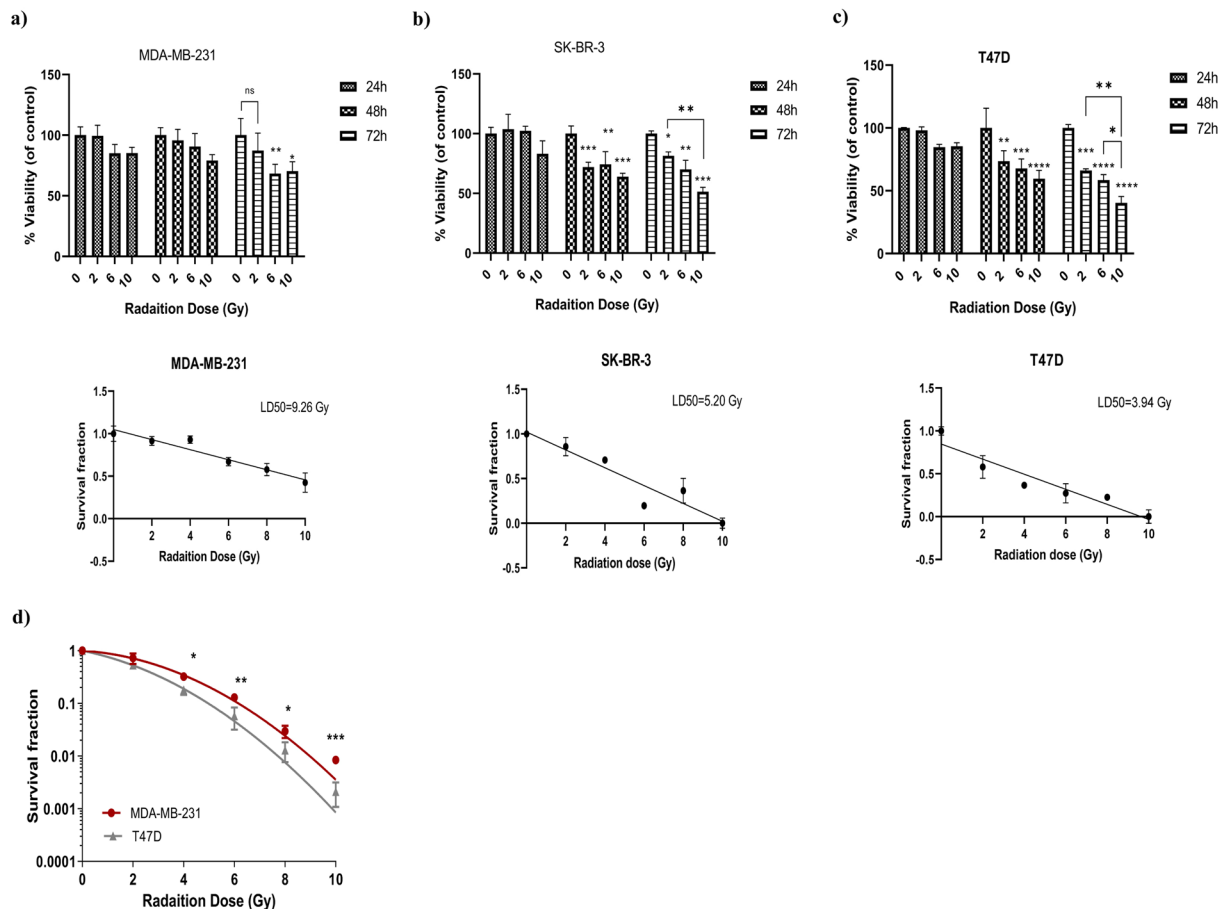 a)
MDA-MB-231
% Viability (of control)
150
100
50
0
ns
**
*
24h
48h
72h
0 2 6 10 0 2 6 10 0 2 6 10
Radaition Dose (Gy)
b)
SK-BR-3
% Viability (of control)
150
100
50
0
***
**
***
**
*
**
***
24h
48h
72h
0 2 6 10 0 2 6 10 0 2 6 10
Radaition Dose (Gy)
c)
T47D
% Viability (of control)
150
100
50
0
**
***
****
**
*
***
****
****
24h
48h
72h
0 2 6 10 0 2 6 10 0 2 6 10
Radiation Dose (Gy)
MDA-MB-231
LD50=9.26 Gy
Survival fraction
1.5
1.0
0.5
0.0
-0.5
2 4 6 8 10
Radaition Dose (Gy)
SK-BR-3
LD50=5.20 Gy
Survival fraction
1.5
1.0
0.5
0.0
-0.5
2 4 6 8 10
Radiation dose (Gy)
T47D
LD50=3.94 Gy
Survival fraction
1.5
1.0
0.5
0.0
-0.5
2 4 6 8 10
Radiation dose (Gy)
d)
Survival fraction
1
0.1
0.01
0.001
0.0001
*
**
*
***
MDA-MB-231
T47D
0 2 4 6 8 10
Radaition Dose (Gy)